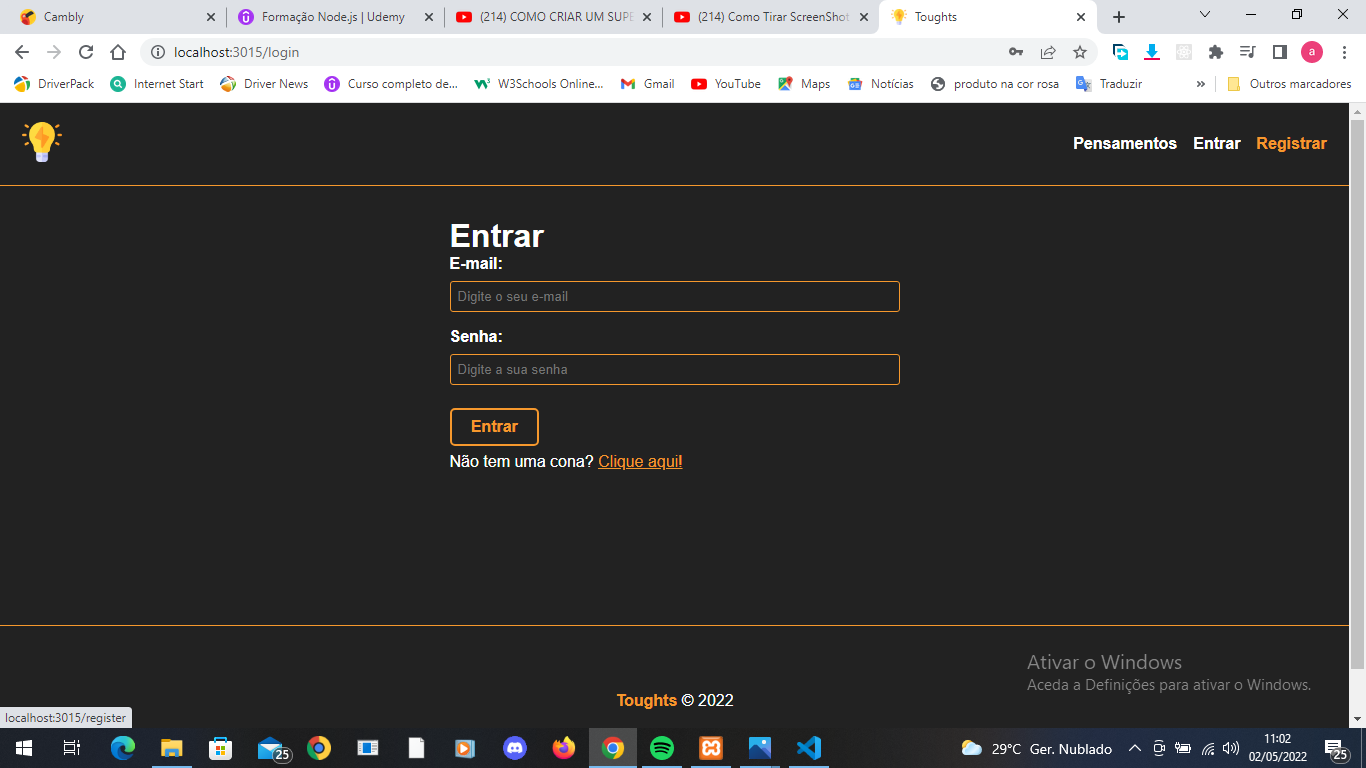 Cambly
Formação Node.js | Udemy
(214) COMO CRIAR UM SUPE
(214) Como Tirar ScreenShot
Toughts
localhost:3015/login
a
DriverPack
Internet Start
Driver News
Curso completo de...
W3Schools Online...
Gmail
YouTube
Maps
Notícias
produto na cor rosa
Traduzir
»
Outros marcadores
Pensamentos
Entrar
Registrar
Entrar
E-mail:
Digite o seu e-mail
Senha:
Digite a sua senha
Entrar
Não tem uma cona? Clique aqui!
Ativar o Windows
Aceda a Definições para ativar o Windows.
Toughts © 2022
localhost:3015/register
25
29°C Ger. Nublado
11:02
02/05/2022
25